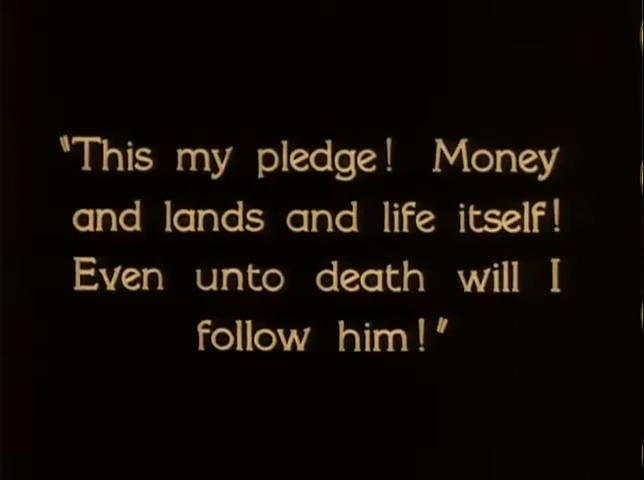 "This my pledge! Money
and lands and life itself!
Even unto death will I
follow him!"